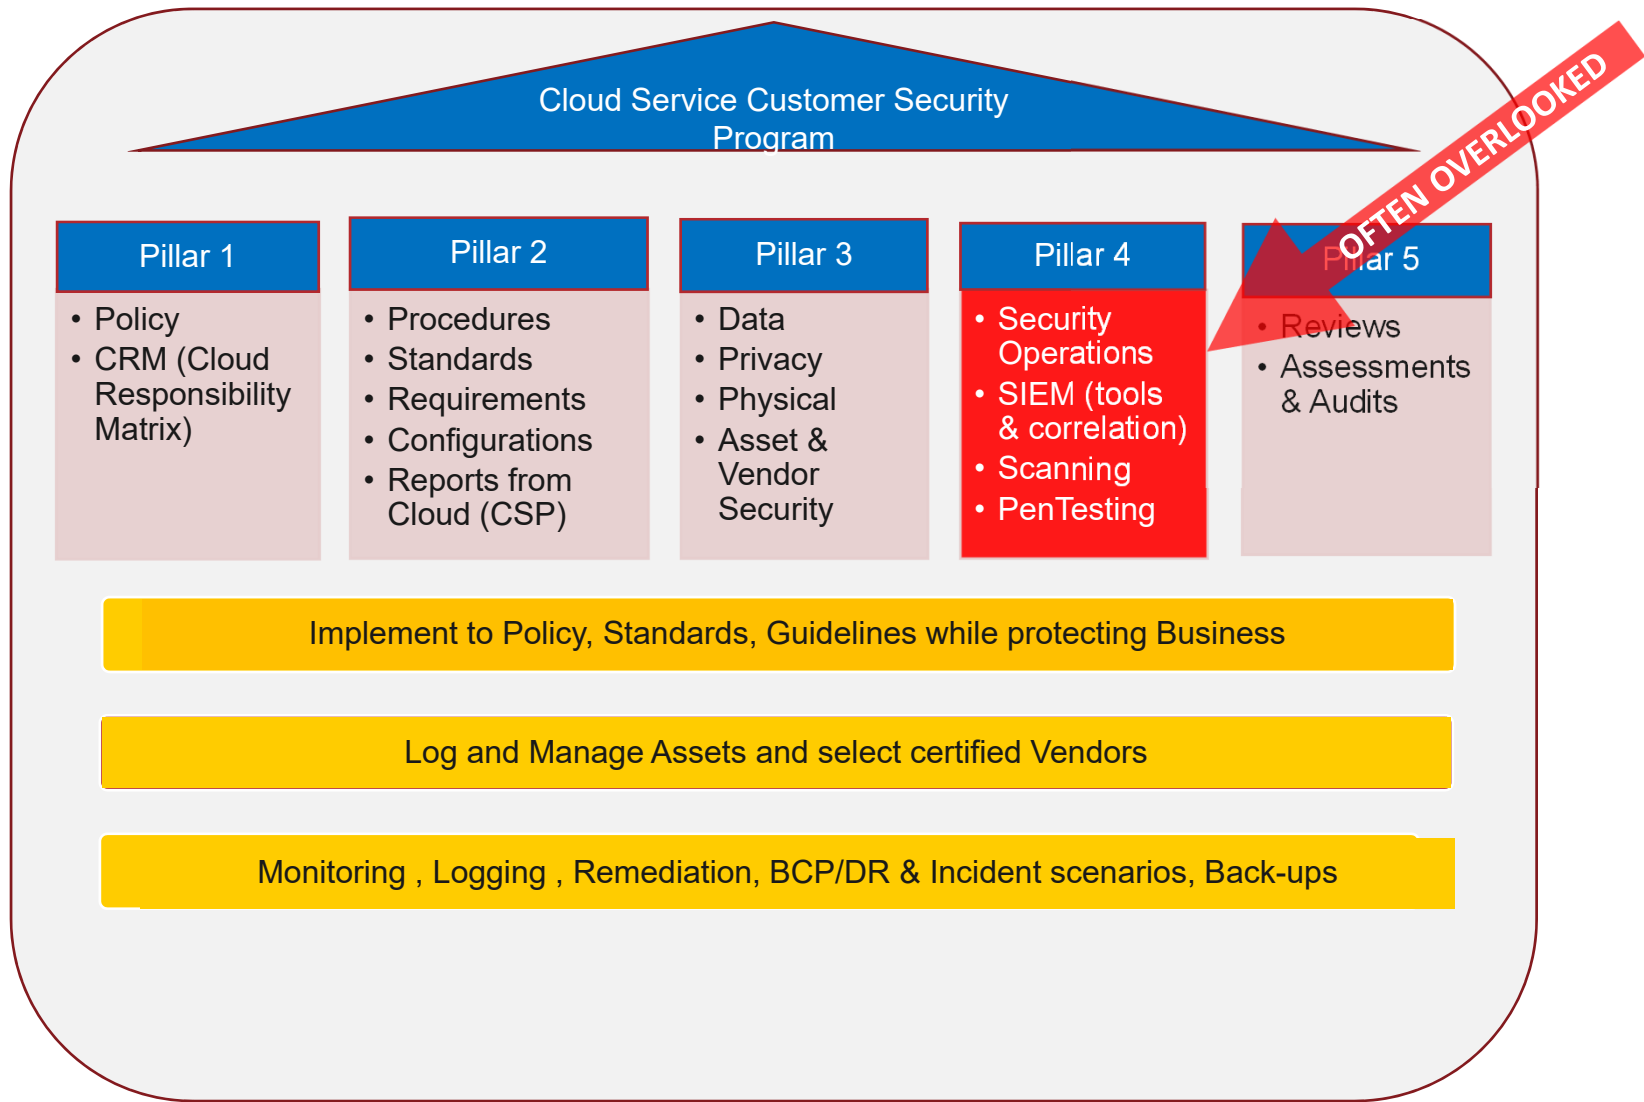 Cloud Service Customer Security
Program
OFTEN OVERLOOKED
Pillar 1
• Policy
• CRM (Cloud
Responsibility
Matrix)
Pillar 2
• Procedures
• Standards
• Requirements
• Configurations
• Reports from
Cloud (CSP)
Pillar 3
• Data
• Privacy
• Physical
• Asset &
Vendor
Security
Pillar 4
• Security
Operations
• SIEM (tools
& correlation)
• Scanning
• PenTesting
Pillar 5
• Reviews
• Assessments
& Audits
Implement to Policy, Standards, Guidelines while protecting Business
Log and Manage Assets and select certified Vendors
Monitoring , Logging , Remediation, BCP/DR & Incident scenarios, Back-ups